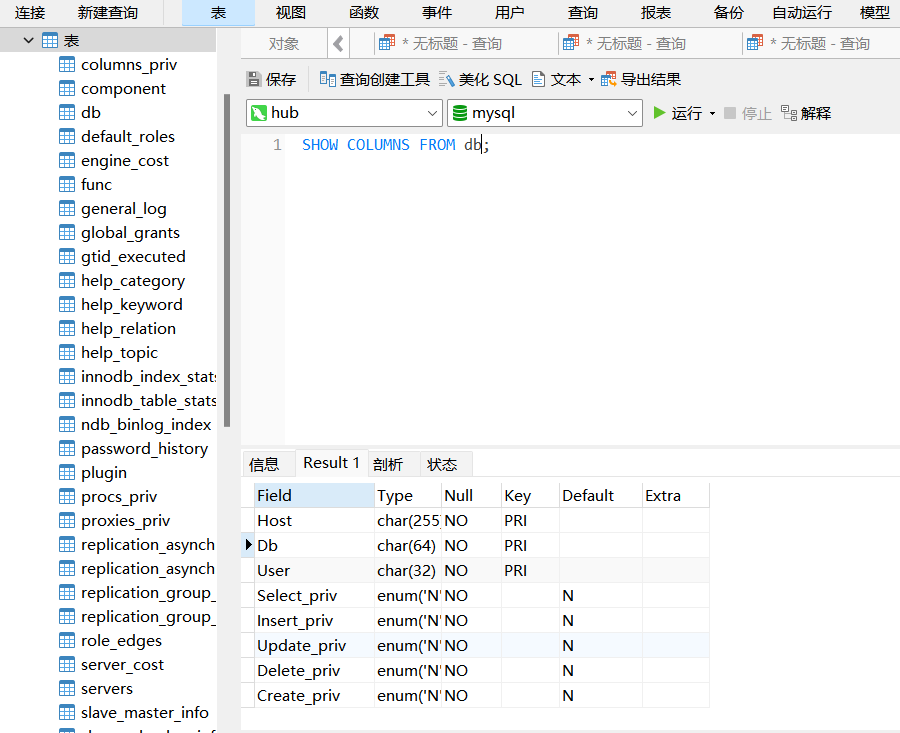 连接 新建查询 表 视图 函数 事件 用户 查询 报表 备份 自动运行 模型
表
columns_priv
component
db
default_roles
engine_cost
func
general_log
global_grants
gtid_executed
help_category
help_keyword
help_relation
help_topic
innodb_index_stats
innodb_table_stats
ndb_binlog_index
password_history
plugin
procs_priv
proxies_priv
replication_asynch
replication_asynch
replication_group_
replication_group_
role_edges
server_cost
servers
slave_master_info
对象 * 无标题 - 查询 * 无标题 - 查询 * 无标题 - 查询
保存 查询创建工具 美化 SQL 文本 导出结果
hub mysql 运行 停止 解释
1 SHOW COLUMNS FROM db;
信息 Result 1 剖析 状态
Field Type Null Key Default Extra
Host char(255 NO PRI
Db char(64) NO PRI
User char(32) NO PRI
Select_priv enum('N' NO N
Insert_priv enum('N' NO N
Update_priv enum('N' NO N
Delete_priv enum('N' NO N
Create_priv enum('N' NO N